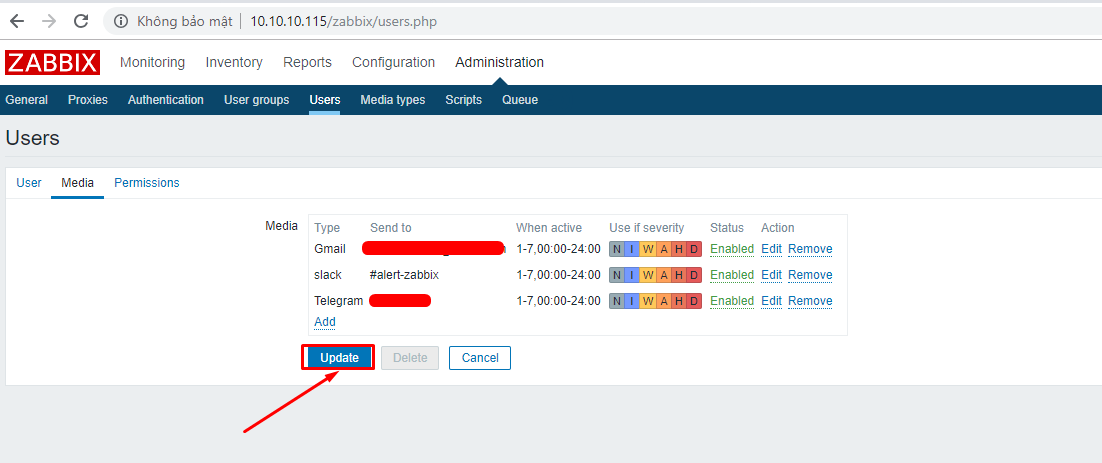 Không bảo mật | 10.10.10.115/zabbix/users.php
ZABBIX Monitoring Inventory Reports Configuration Administration
General Proxies Authentication User groups Users Media types Scripts Queue
Users
User Media Permissions
Media Type Send to When active Use if severity Status Action
Gmail 1-7,00:00-24:00 N I W A H D Enabled Edit Remove
slack #alert-zabbix 1-7,00:00-24:00 N I W A H D Enabled Edit Remove
Telegram 1-7,00:00-24:00 N I W A H D Enabled Edit Remove
Add
Update Delete Cancel